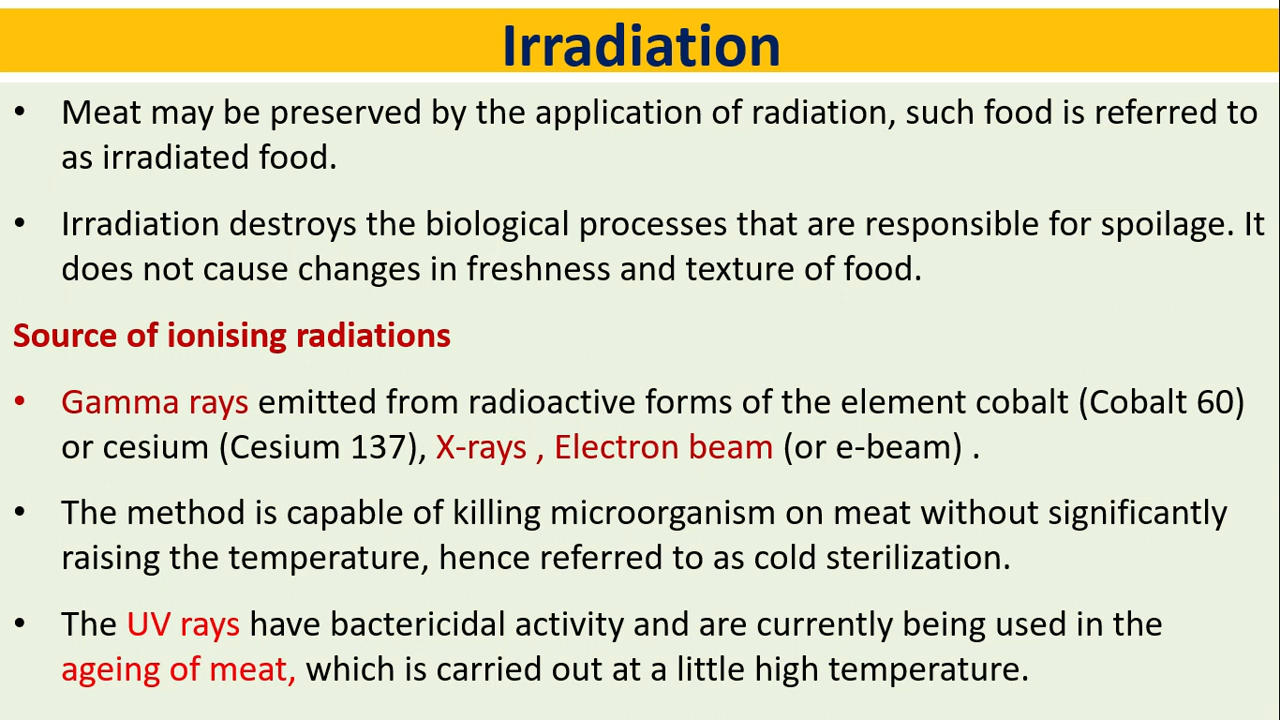 Irradiation
• Meat may be preserved by the application of radiation, such food is referred to
as irradiated food.
• Irradiation destroys the biological processes that are responsible for spoilage. It
does not cause changes in freshness and texture of food.
Source of ionising radiations
• Gamma rays emitted from radioactive forms of the element cobalt (Cobalt 60)
or cesium (Cesium 137), X-rays , Electron beam (or e-beam) .
• The method is capable of killing microorganism on meat without significantly
raising the temperature, hence referred to as cold sterilization.
• The UV rays have bactericidal activity and are currently being used in the
ageing of meat, which is carried out at a little high temperature.